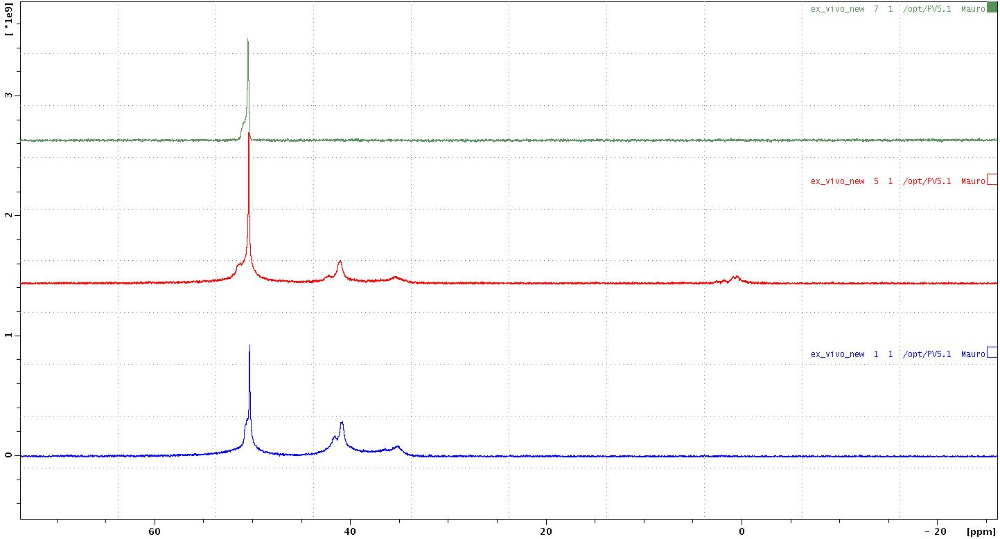 [ *1e9]
ex_vivo_new 7 1 /opt/PV5.1 Mauro
3
ex_vivo_new 5 1 /opt/PV5.1 Mauro
2
1
ex_vivo_new 1 1 /opt/PV5.1 Mauro
0
60 40 20 0 - 20 [ppm]